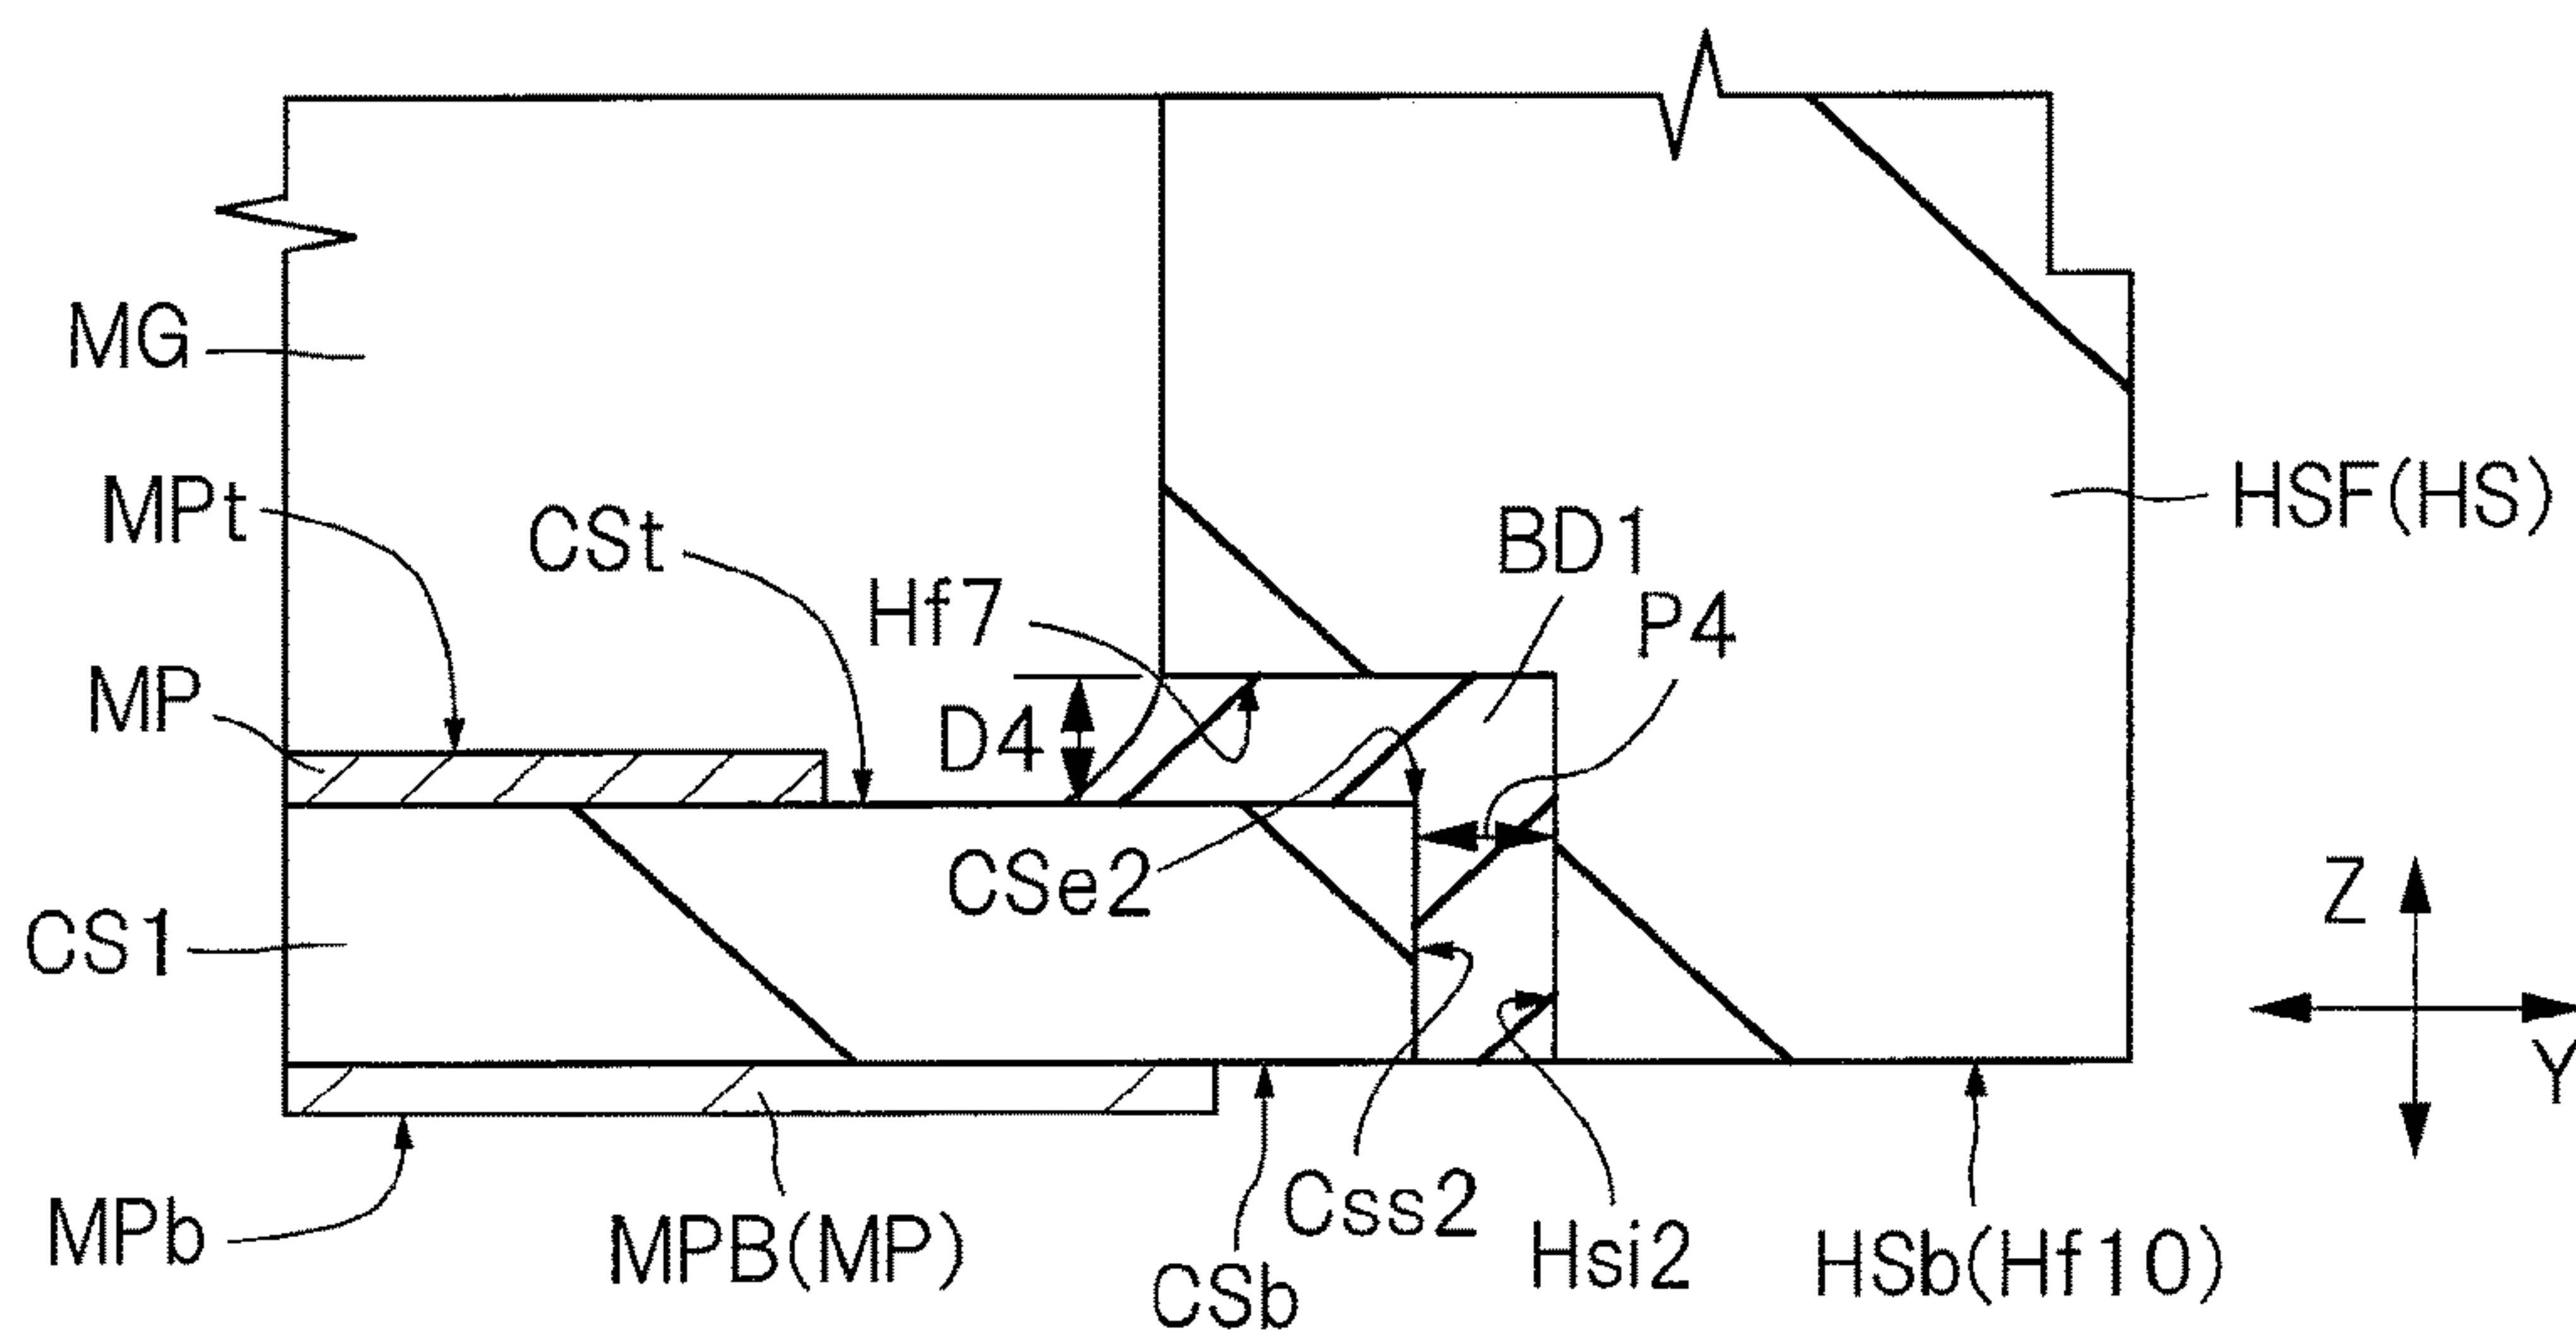 MG
MPt
CSt
Hf7
BD1
P4
HSF(HS)
MP
D4
CSe2
CS1
Z
Y
MPb
MPB(MP)
CSb
Css2
Hsi2
HSb(Hf10)